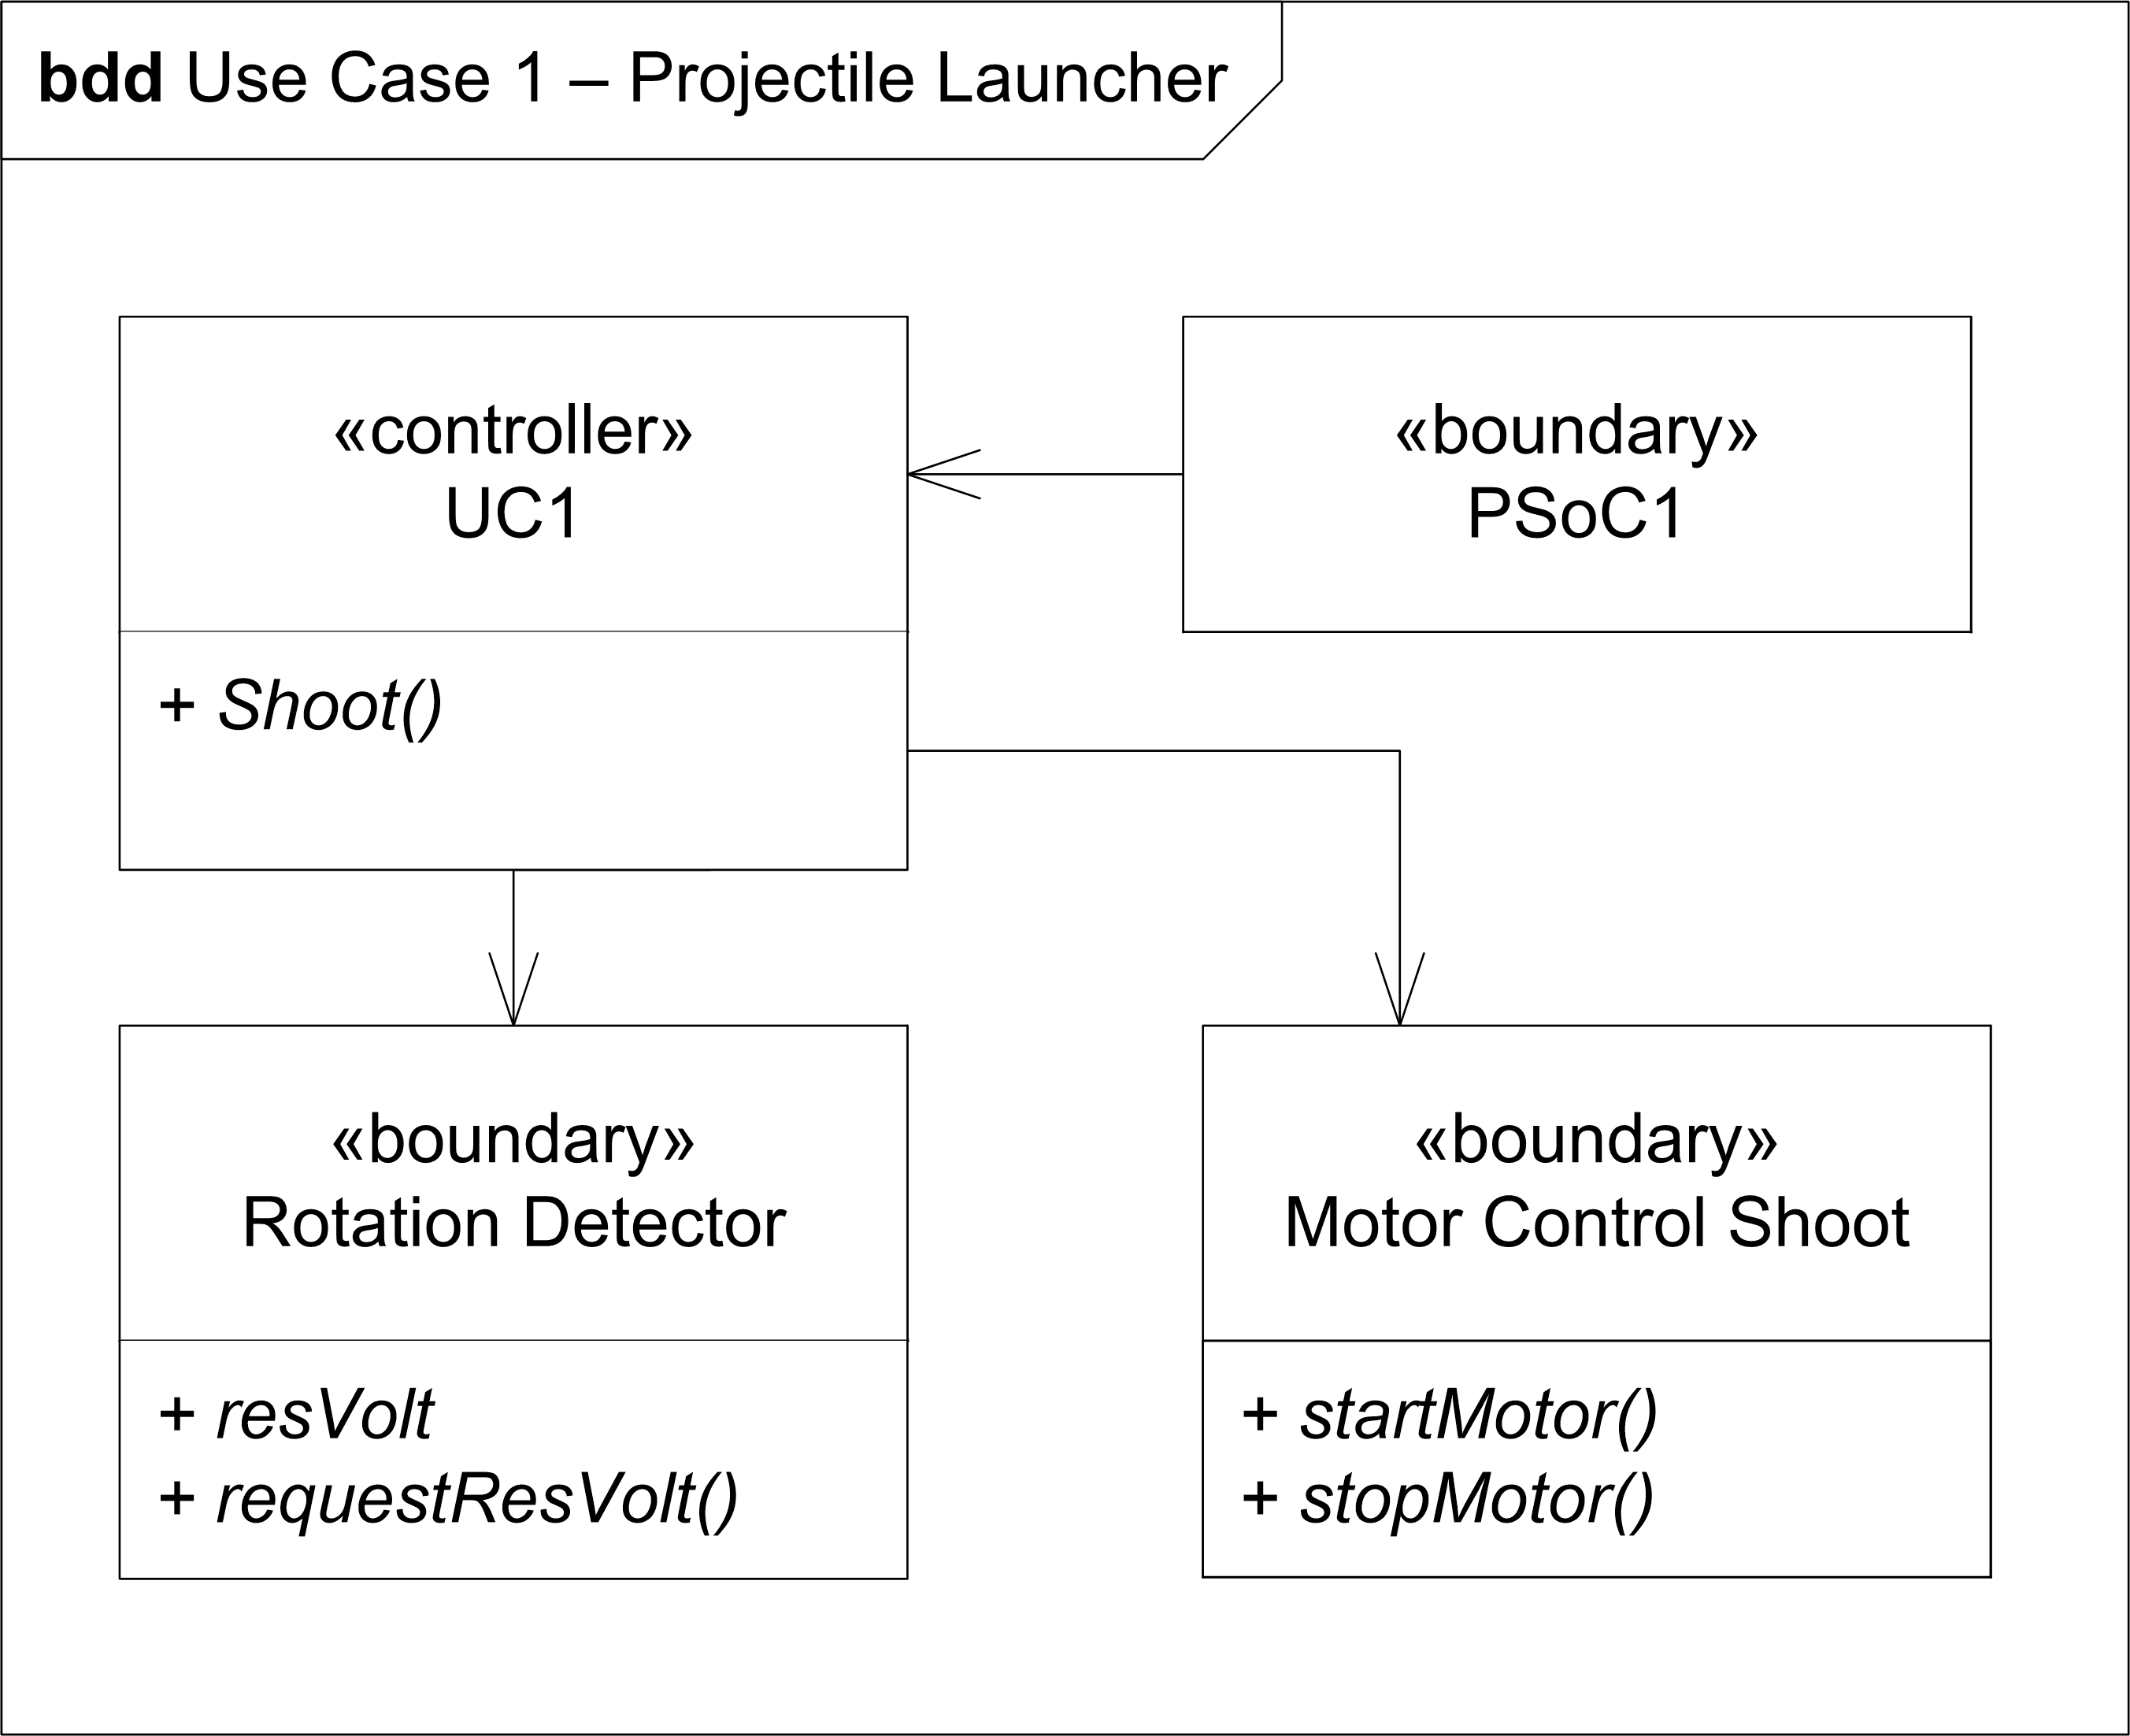 bdd Use Case 1 – Projectile Launcher
«controller»
UC1
+ Shoot()
«boundary»
PSoC1
«boundary»
Rotation Detector
+ resVolt
+ requestResVolt()
«boundary»
Motor Control Shoot
+ startMotor()
+ stopMotor()